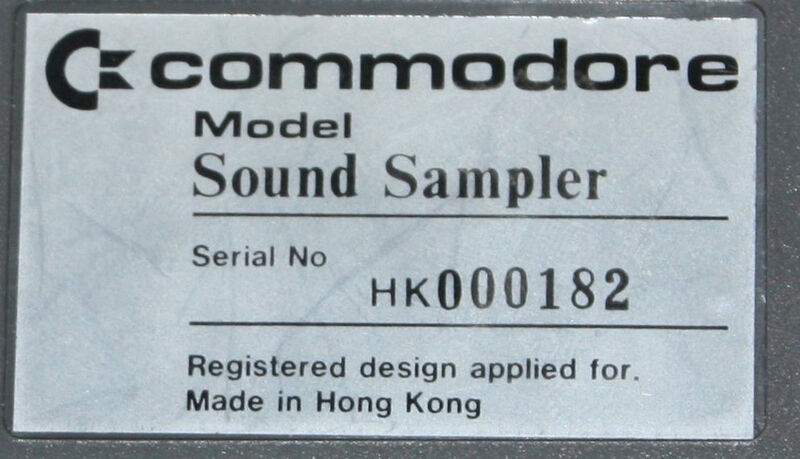 commodore
Model
Sound Sampler
Serial No
HK000182
Registered design applied for.
Made in Hong Kong